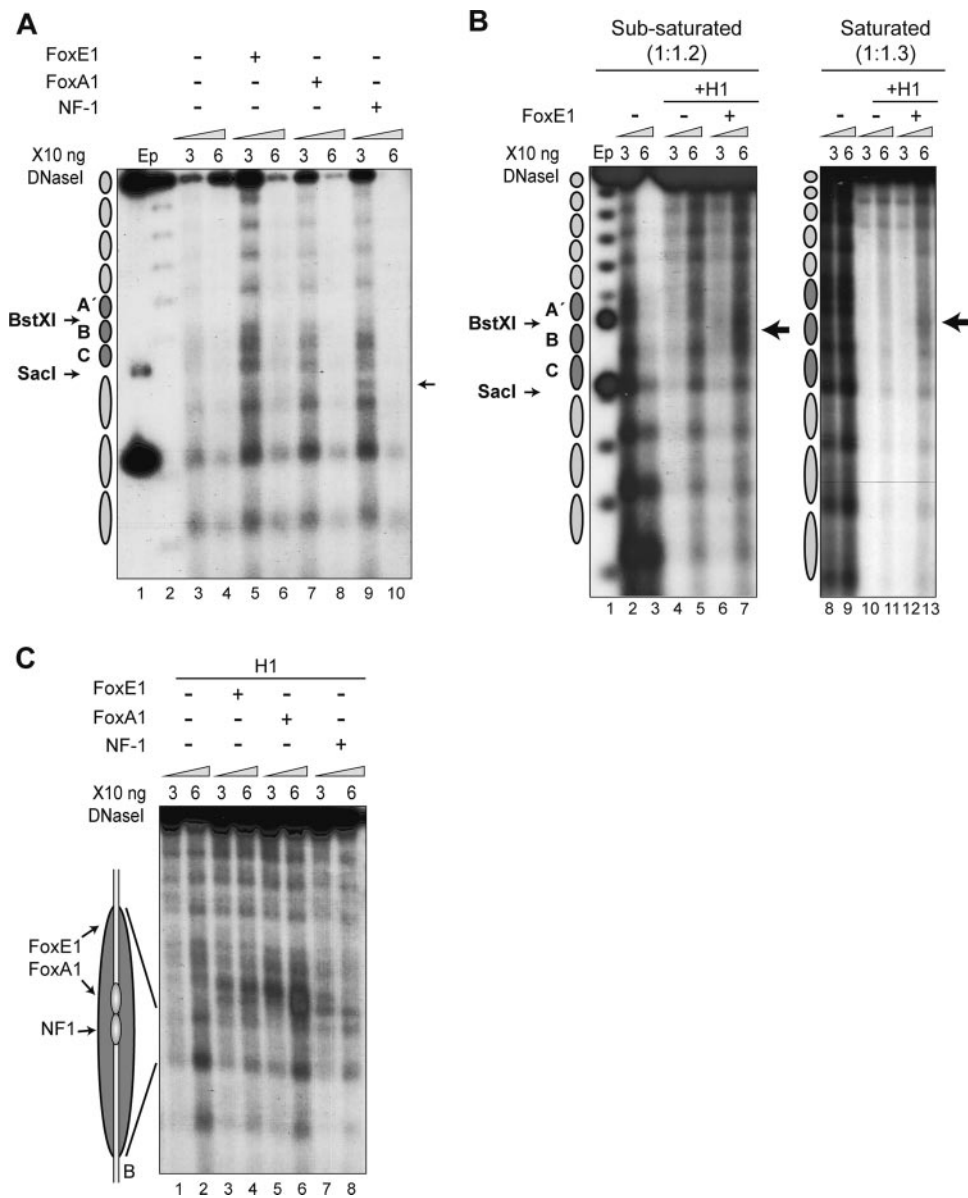 A
FoxE1 - + - -
FoxA1 - - + -
NF-1 - - - +
X10 ng Ep 3 6 3 6 3 6 3 6
DNaseI
A´
BstXI
B
C
SacI
1 2 3 4 5 6 7 8 9 10
B
Sub-saturated Saturated
(1:1.2) (1:1.3)
+H1 +H1
FoxE1 - - + - - +
X10 ng Ep 3 6 3 6 3 6 3 6 3 6 3 6
DNaseI
A´
BstXI
B
C
SacI
1 2 3 4 5 6 7 8 9 10 11 12 13
C
H1
FoxE1 - + - -
FoxA1 - - + -
NF-1 - - - +
X10 ng 3 6 3 6 3 6 3 6
DNaseI
FoxE1
FoxA1
NF1
B
1 2 3 4 5 6 7 8